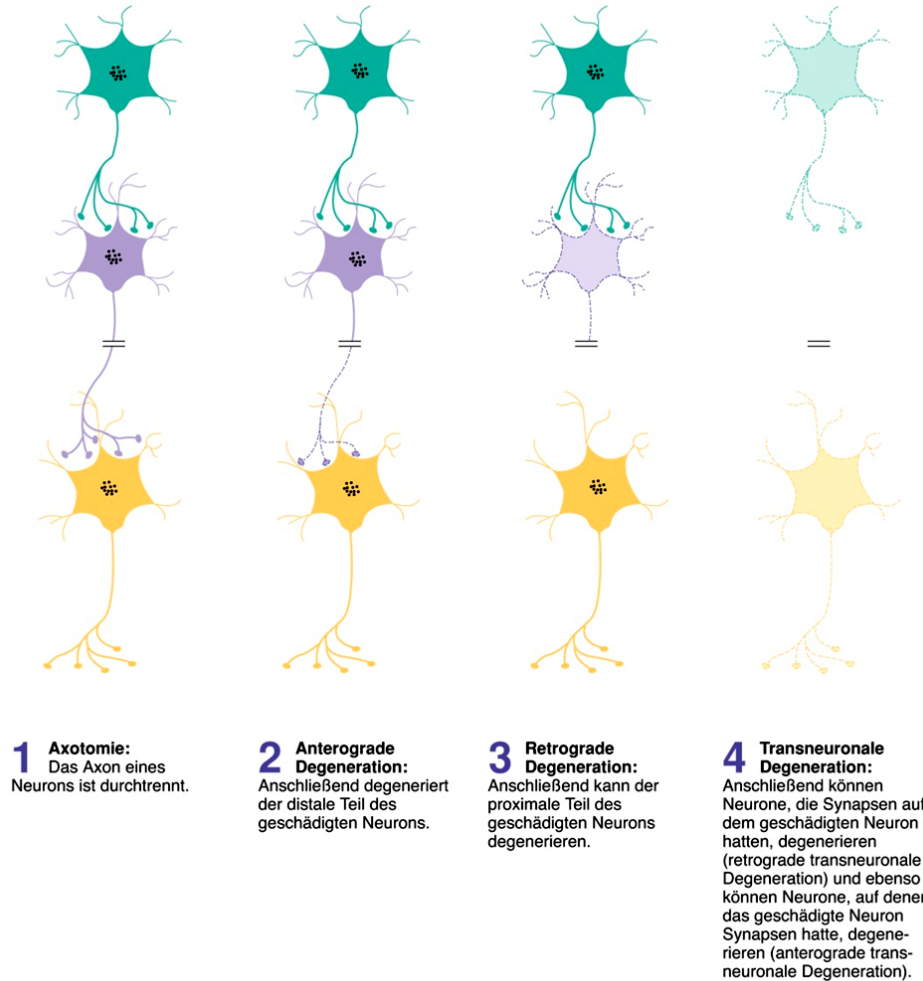 1 Axotomie:
Das Axon eines
Neurons ist durchtrennt.
2 Anterograde
Degeneration:
Anschließend degeneriert
der distale Teil des
geschädigten Neurons.
3 Retrograde
Degeneration:
Anschließend kann der
proximale Teil des
geschädigten Neurons
degenerieren.
4 Transneuronale
Degeneration:
Anschließend können
Neurone, die Synapsen auf
dem geschädigten Neuron
hatten, degenerieren
(retrograde transneuronale
Degeneration) und ebenso
können Neurone, auf denen
das geschädigte Neuron
Synapsen hatte, degene-
rieren (anterograde trans-
neuronale Degeneration).